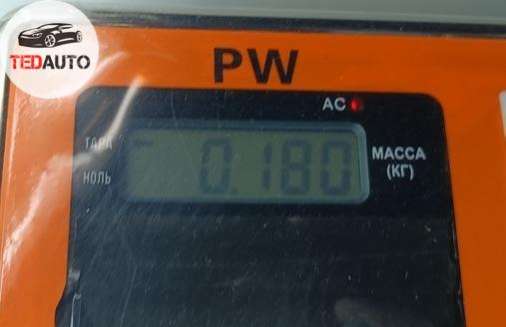 TEDAUTO
PW
AC
ТАРА
0.180
НОЛЬ
МАССА
(КГ)